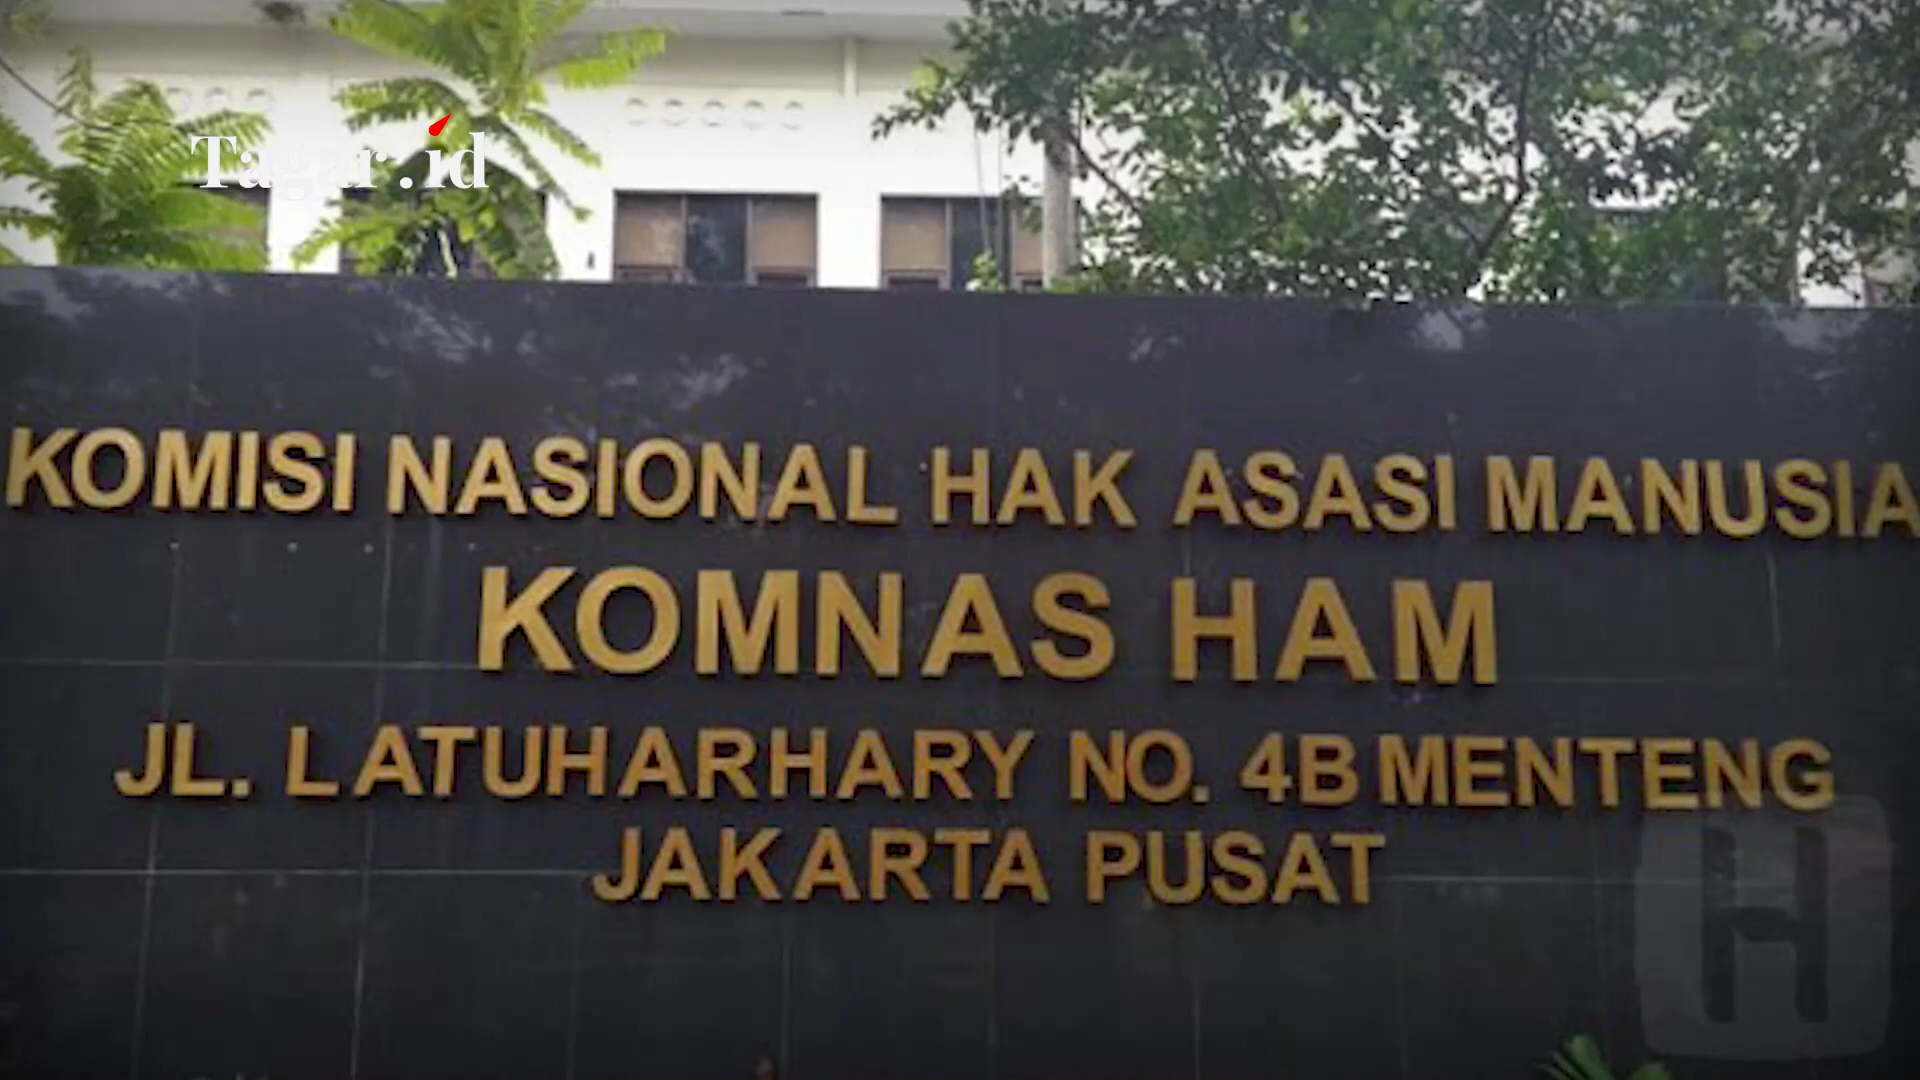 Tagar.id
KOMISI NASIONAL HAK ASASI MANUSIA
KOMNAS HAM
JL. LATUHARHARY NO. 4B MENTENG
JAKARTA PUSAT
H